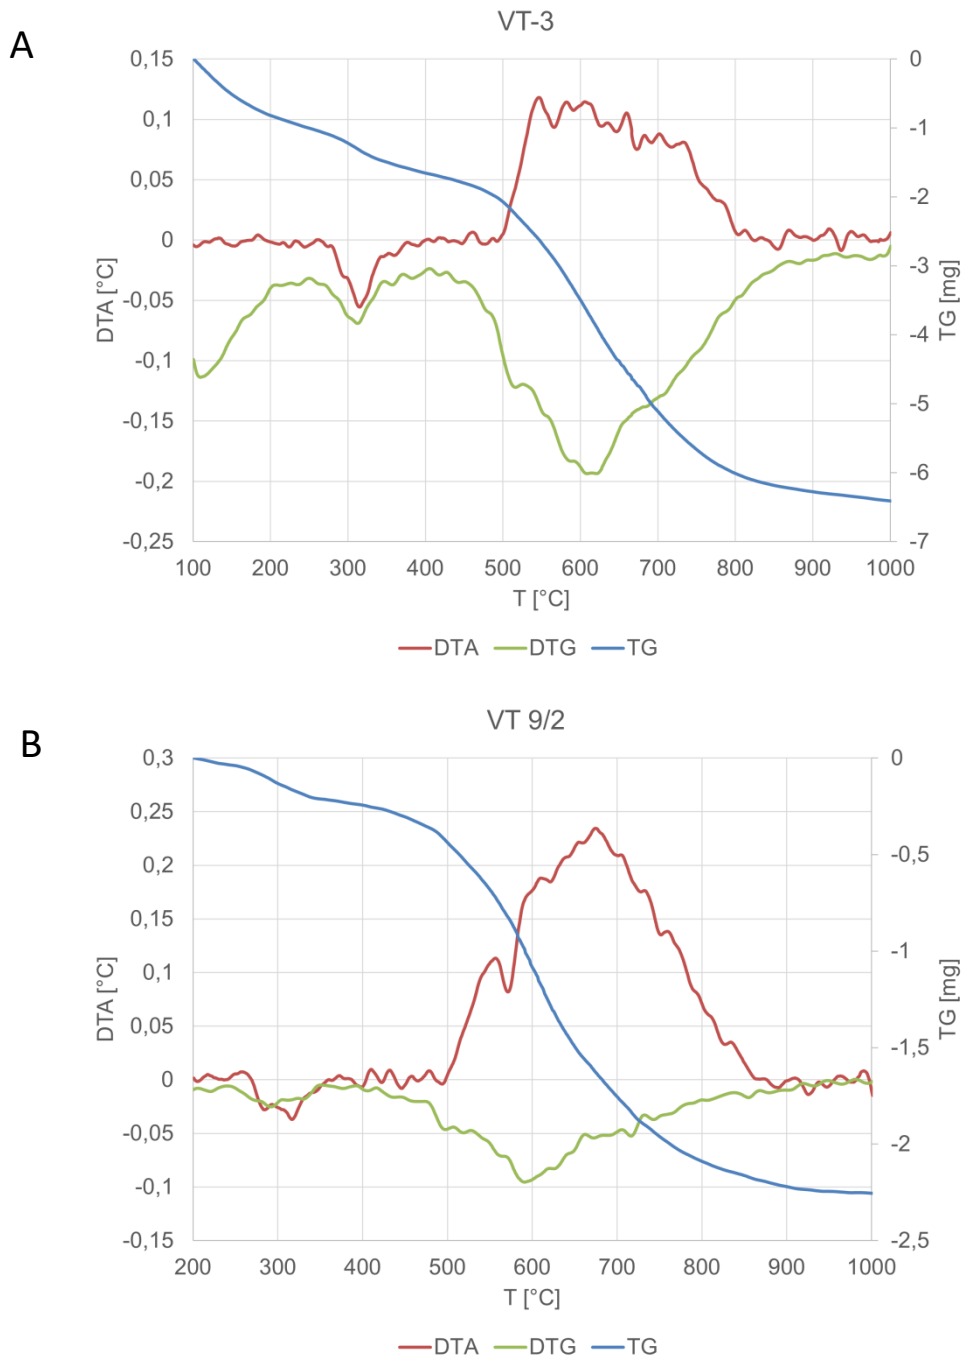 A
VT-3
0,15
0,1
0,05
0
-0,05
-0,1
-0,15
-0,2
-0,25
DTA [°C]
0
-1
-2
-3
-4
-5
-6
-7
TG [mg]
100 200 300 400 500 600 700 800 900 1000
T [°C]
DTA DTG TG
B
VT 9/2
0,3
0,25
0,2
0,15
0,1
0,05
0
-0,05
-0,1
-0,15
DTA [°C]
0
-0,5
-1
-1,5
-2
-2,5
TG [mg]
200 300 400 500 600 700 800 900 1000
T [°C]
DTA DTG TG